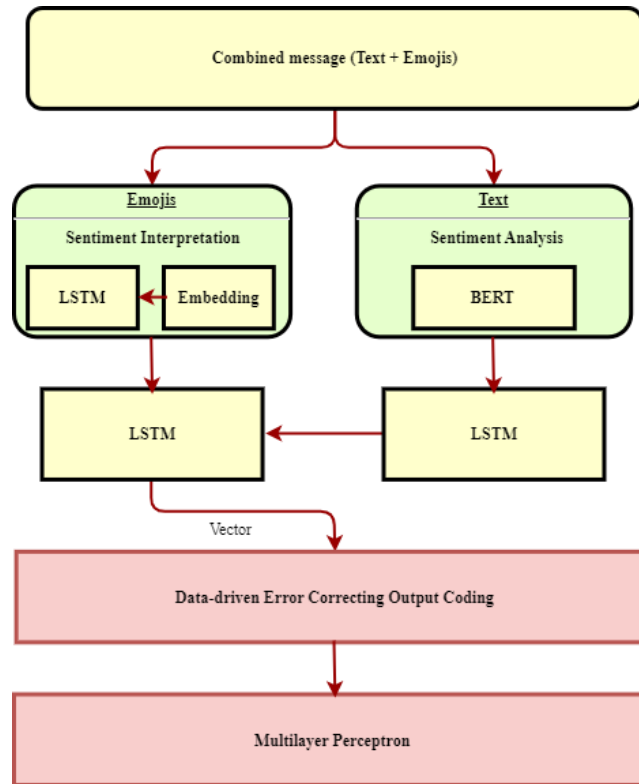 Combined message (Text + Emojis)
Emojis
Text
Sentiment Interpretation
Sentiment Analysis
LSTM
Embedding
BERT
LSTM
LSTM
Vector
Data-driven Error Correcting Output Coding
Multilayer Perceptron